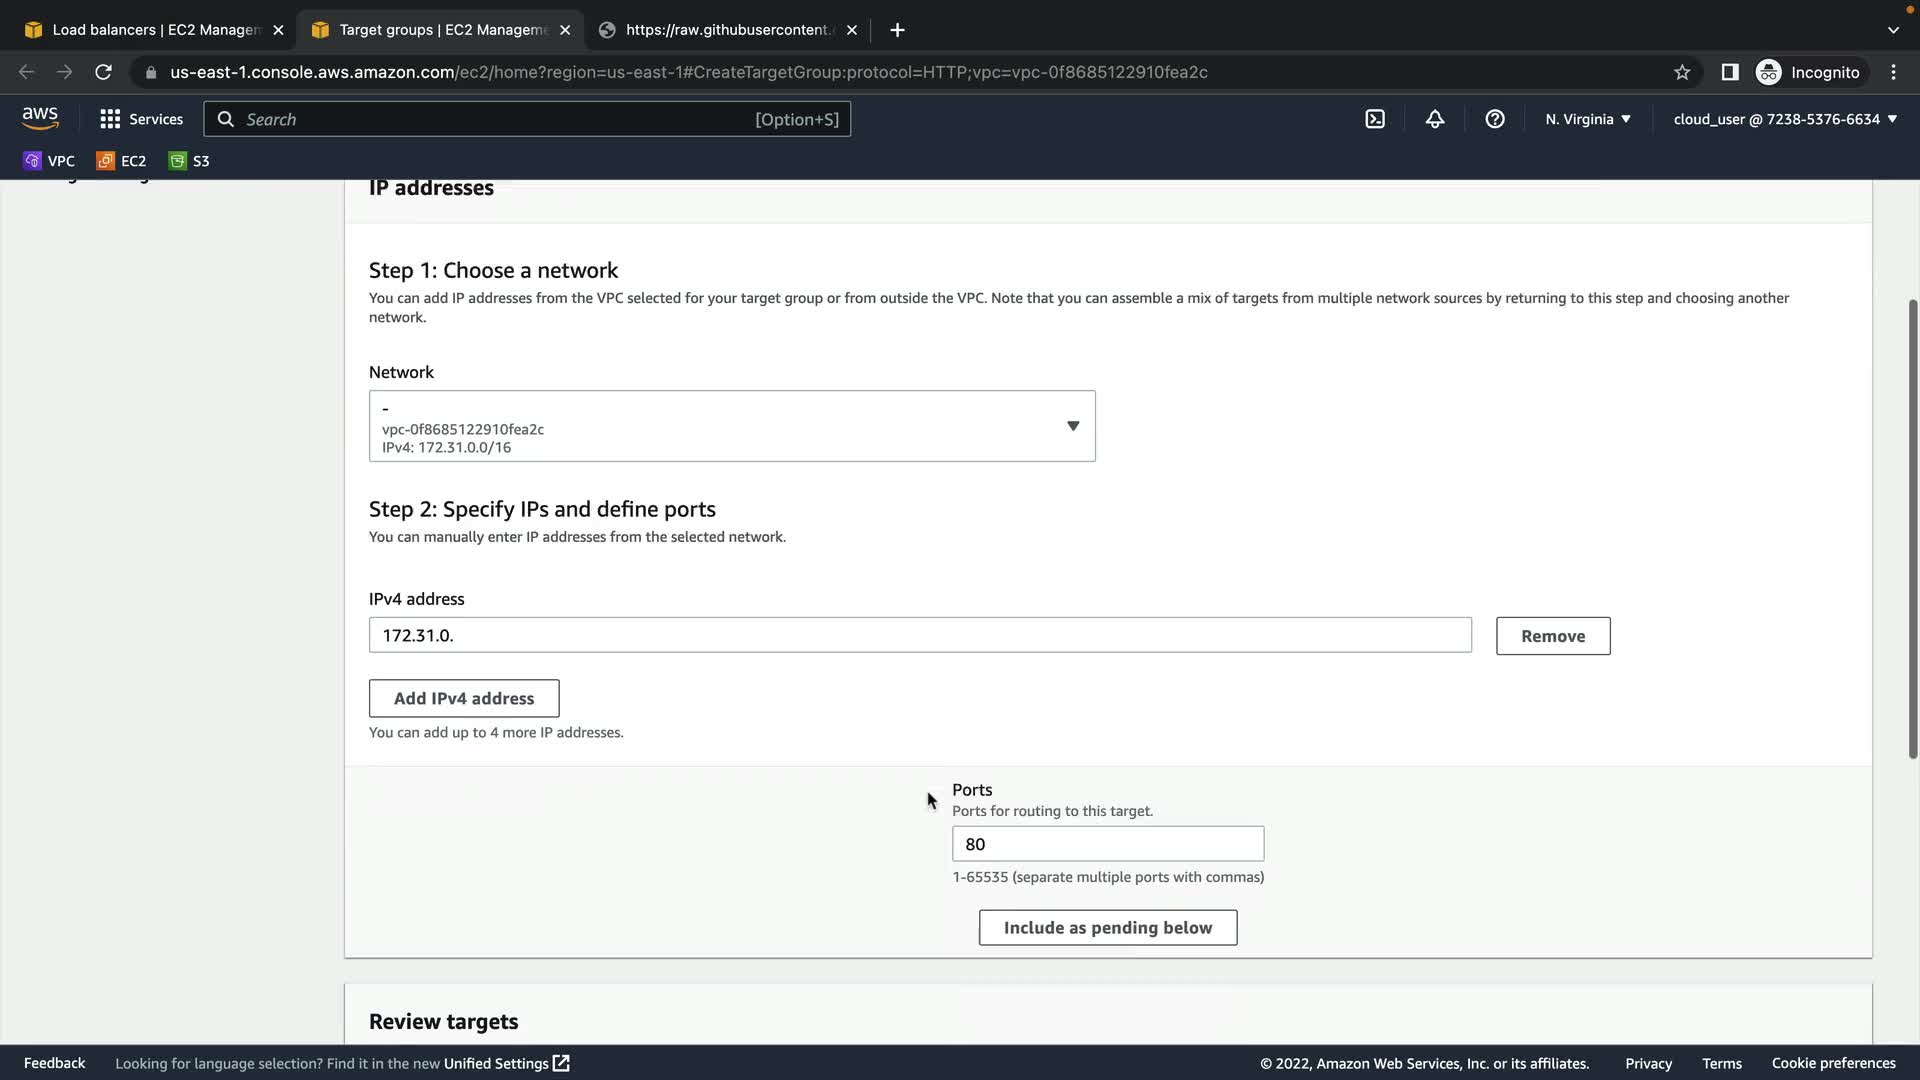 Load balancers | EC2 Managem
Target groups | EC2 Manageme
https://raw.githubusercontent.
us-east-1.console.aws.amazon.com/ec2/home?region=us-east-1#CreateTargetGroup:protocol=HTTP;vpc=vpc-0f8685122910fea2c
Incognito
aws
Services
Search
[Option+S]
N. Virginia
cloud_user @ 7238-5376-6634
VPC
EC2
S3
IP addresses
Step 1: Choose a network
You can add IP addresses from the VPC selected for your target group or from outside the VPC. Note that you can assemble a mix of targets from multiple network sources by returning to this step and choosing another
network.
Network
-
vpc-0f8685122910fea2c
IPv4: 172.31.0.0/16
Step 2: Specify IPs and define ports
You can manually enter IP addresses from the selected network.
IPv4 address
172.31.0.
Remove
Add IPv4 address
You can add up to 4 more IP addresses.
Ports
Ports for routing to this target.
80
1-65535 (separate multiple ports with commas)
Include as pending below
Review targets
Feedback
Looking for language selection? Find it in the new Unified Settings
© 2022, Amazon Web Services, Inc. or its affiliates.
Privacy
Terms
Cookie preferences